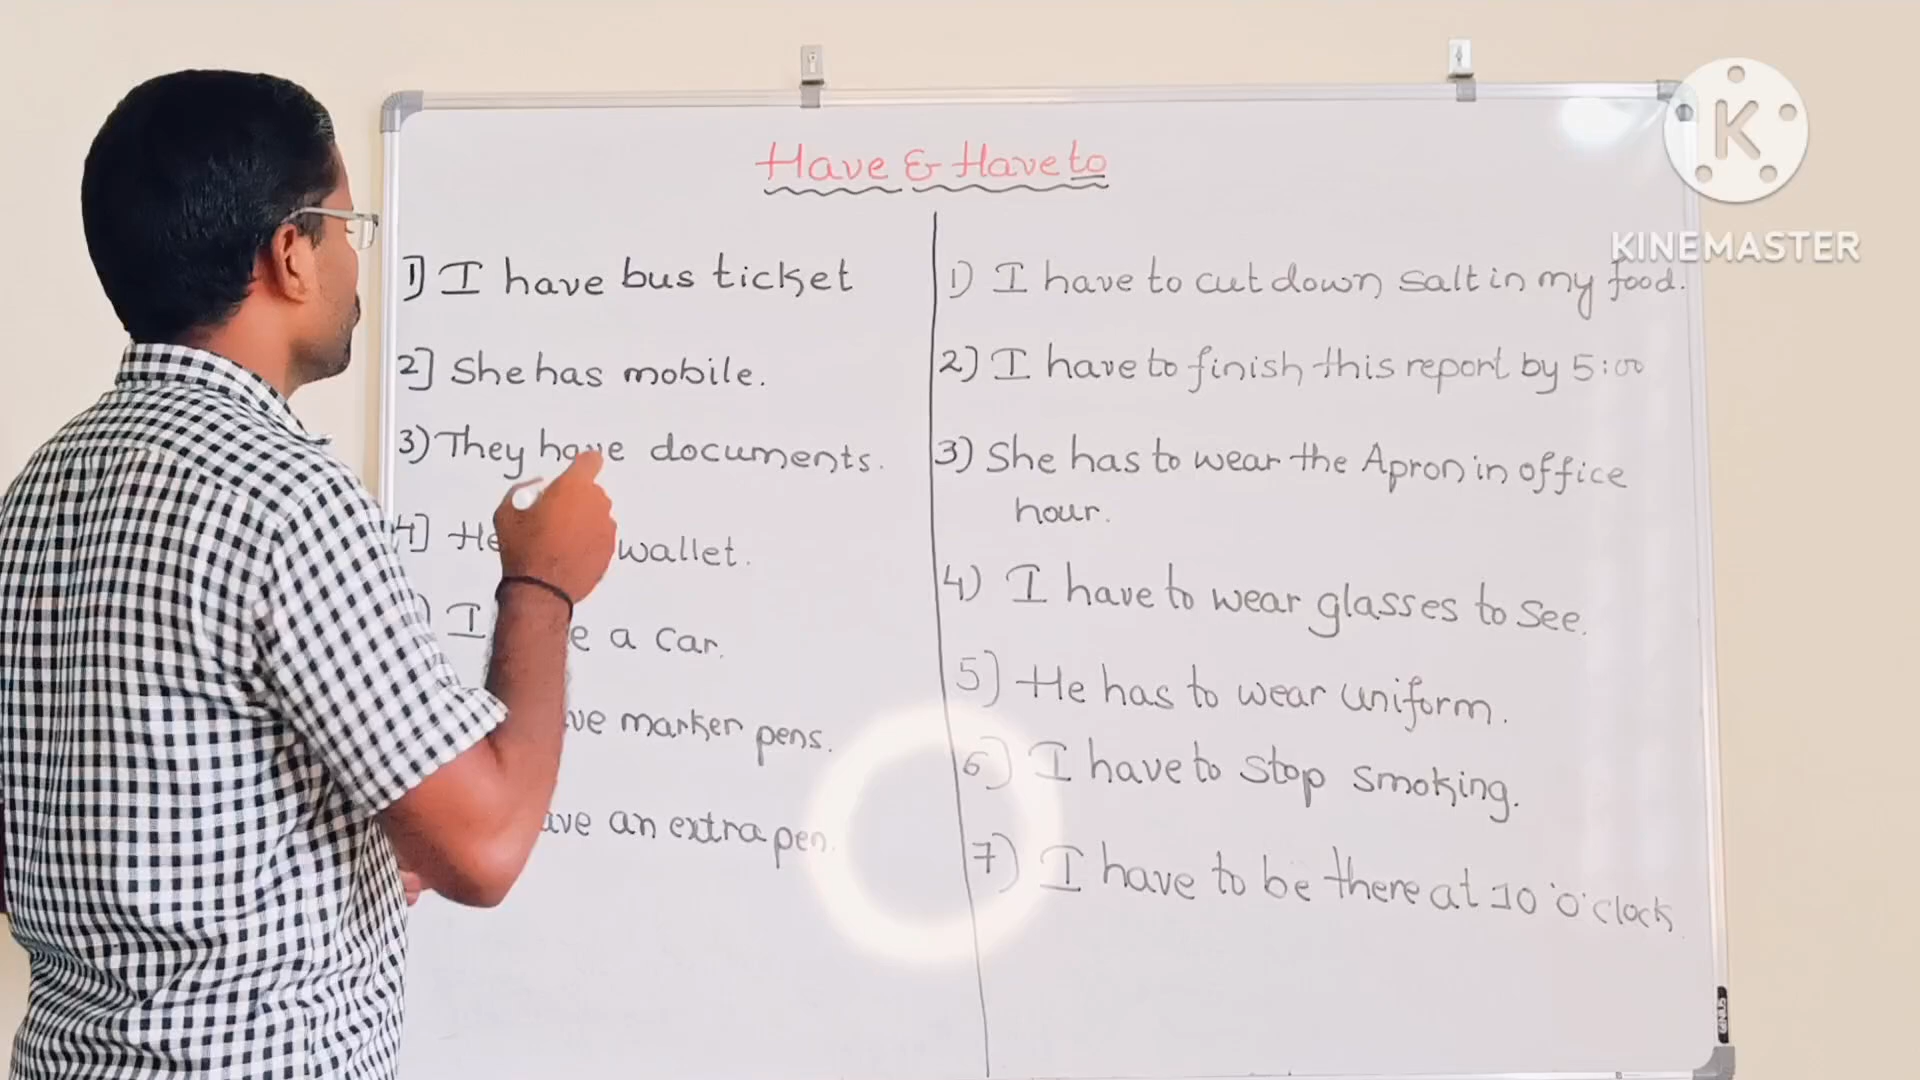 Have & Have to
1) I have bus ticket
2] She has mobile.
3) They have documents.
4] He wallet.
I a car.
marker pens.
an extra pen.
1) I have to cut down salt in my food.
2) I have to finish this report by 5:00
3) She has to wear the Apron in office
hour.
4) I have to wear glasses to see.
5) He has to wear uniform.
6) I have to stop smoking.
7) I have to be there at 10 'o'clock
K
KINEMASTER
GENIUS